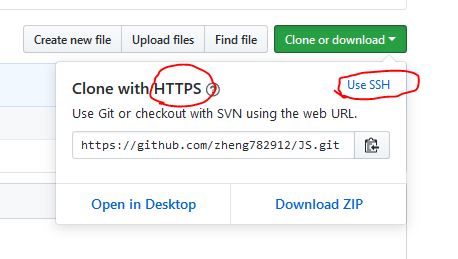 Create new file Upload files Find file Clone or download
Clone with HTTPS ? Use SSH
Use Git or checkout with SVN using the web URL.
https://github.com/zheng782912/JS.git
Open in Desktop Download ZIP